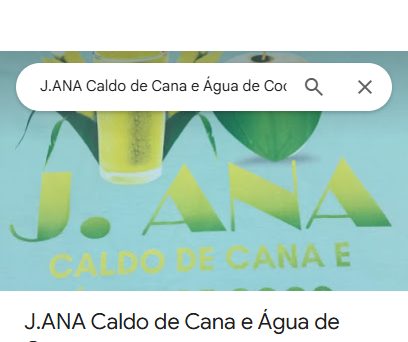 J.ANA Caldo de Cana e Água de Coc
J. ANA
CALDO DE CANA E
J.ANA Caldo de Cana e Água de